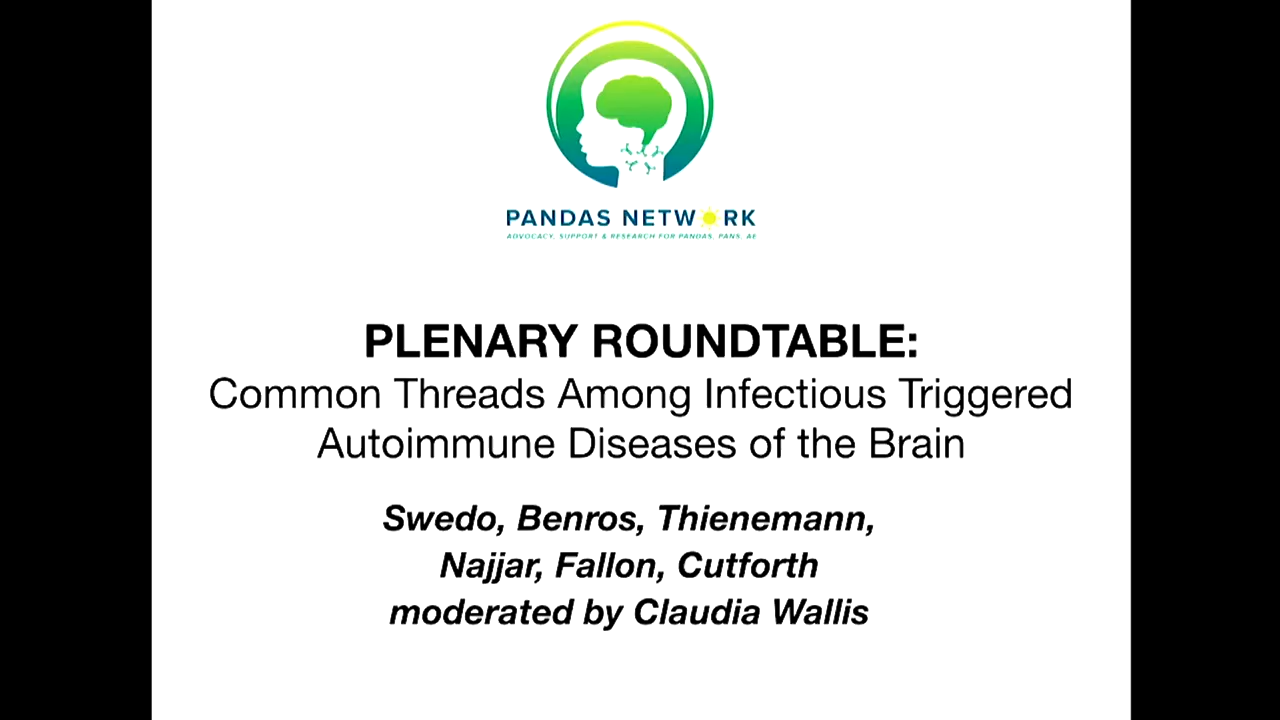 PANDAS NETWORK
ADVOCACY, SUPPORT & RESEARCH FOR PANDAS, PANS, AE
PLENARY ROUNDTABLE:
Common Threads Among Infectious Triggered
Autoimmune Diseases of the Brain
Swedo, Benros, Thienemann,
Najjar, Fallon, Cutforth
moderated by Claudia Wallis